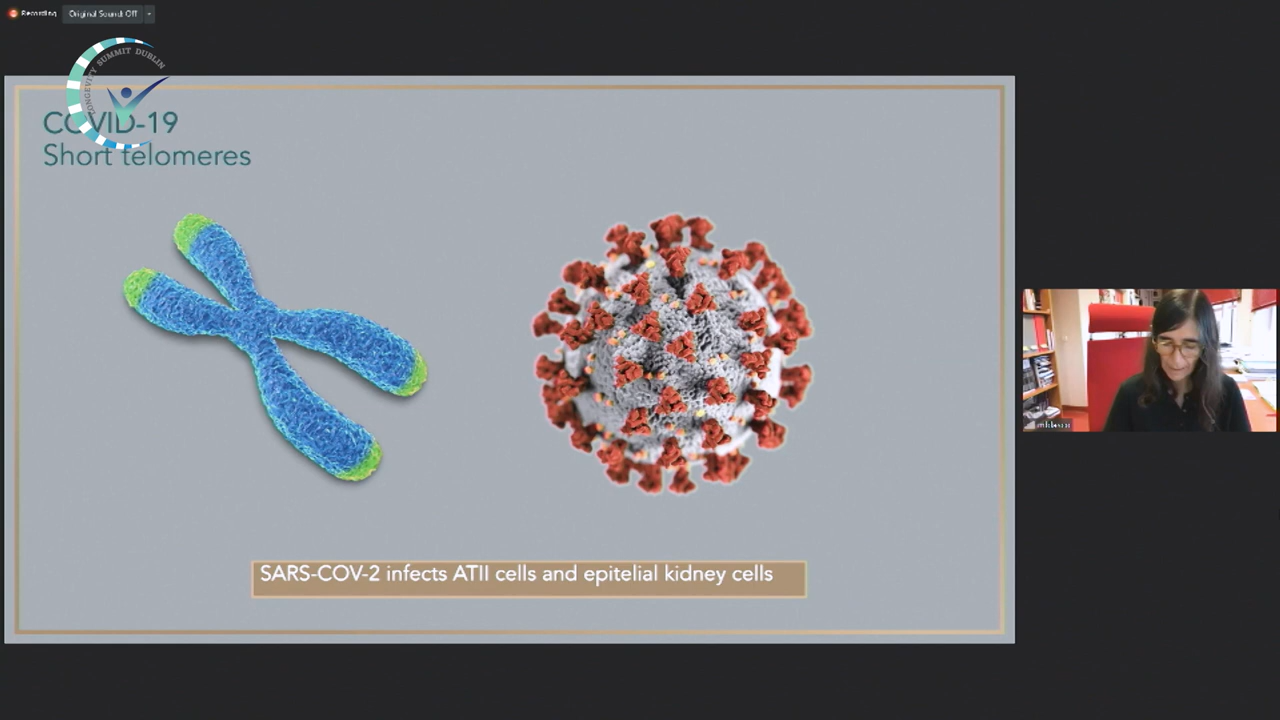 Recording
Original Sound: Off
LONGEVITY SUMMIT DUBLIN
COVID-19
Short telomeres
SARS-COV-2 infects ATII cells and epitelial kidney cells